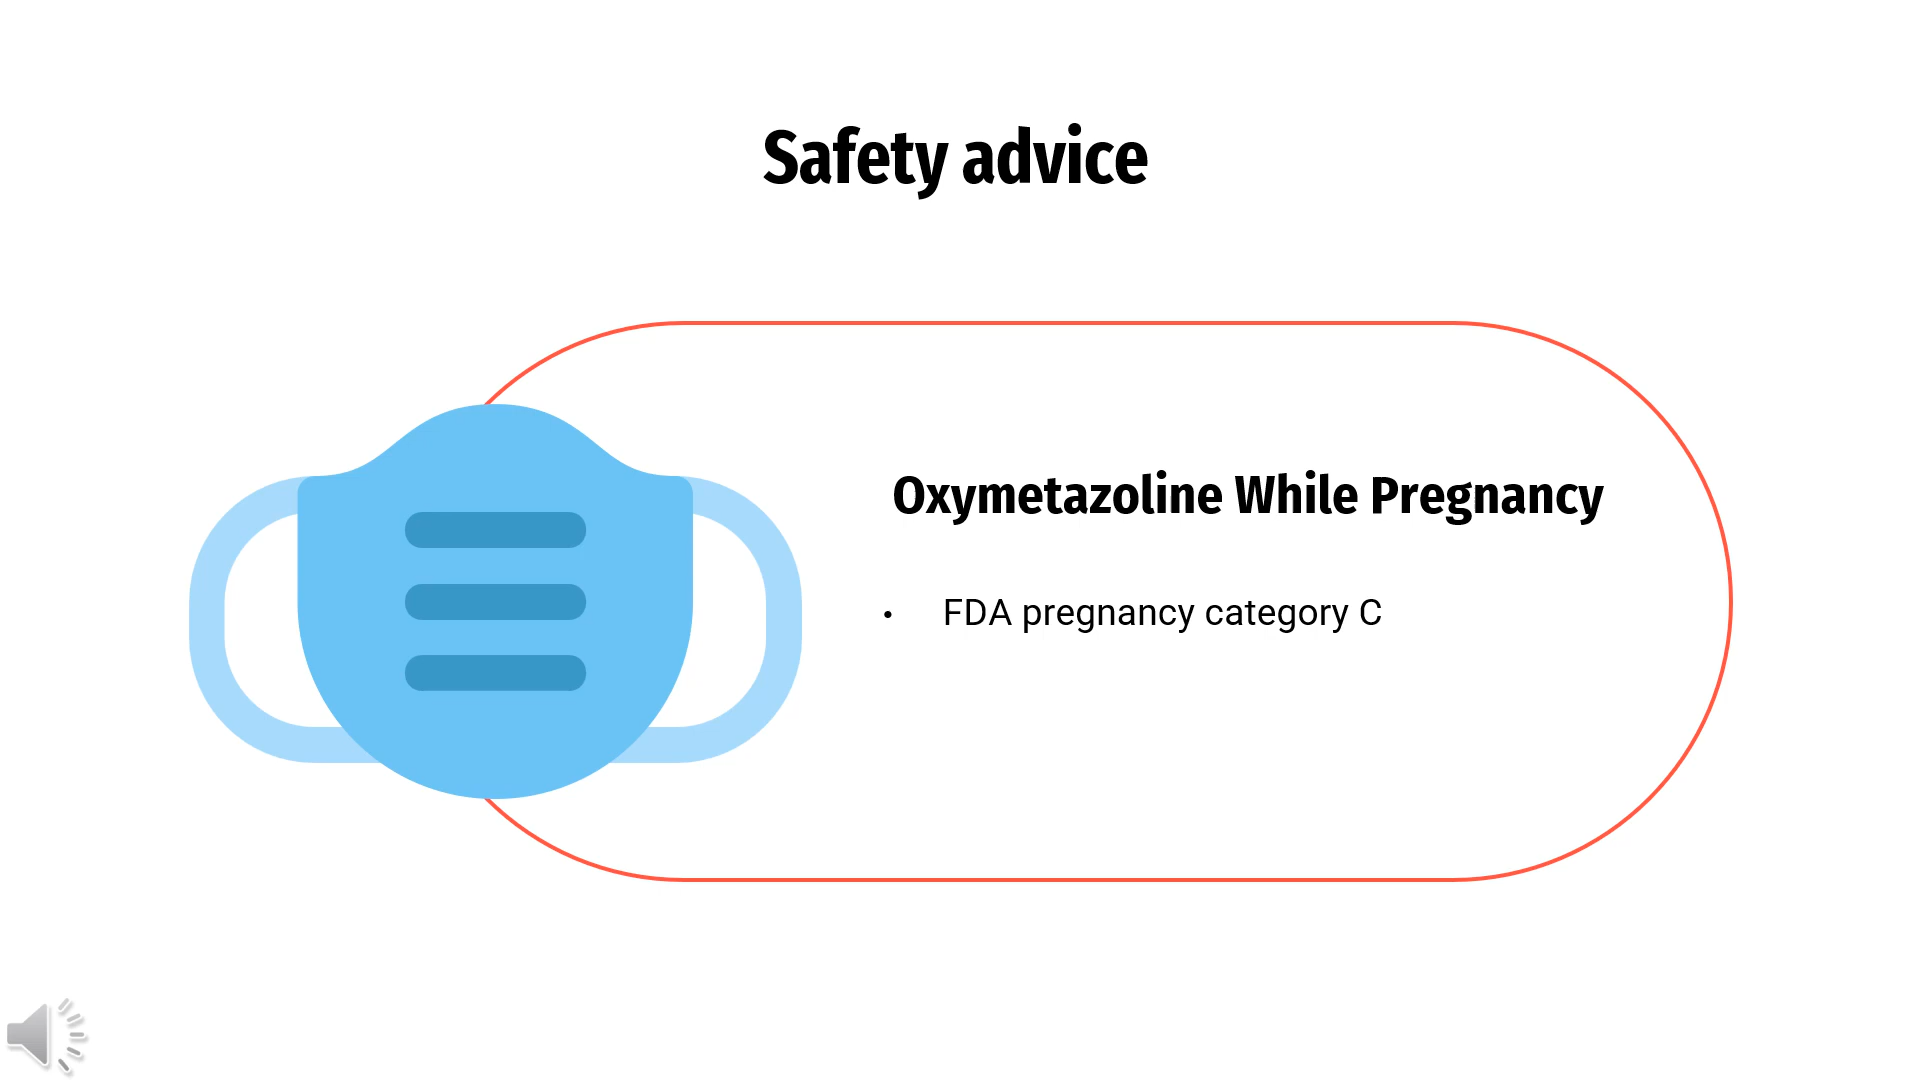 Safety advice
Oxymetazoline While Pregnancy
• FDA pregnancy category C